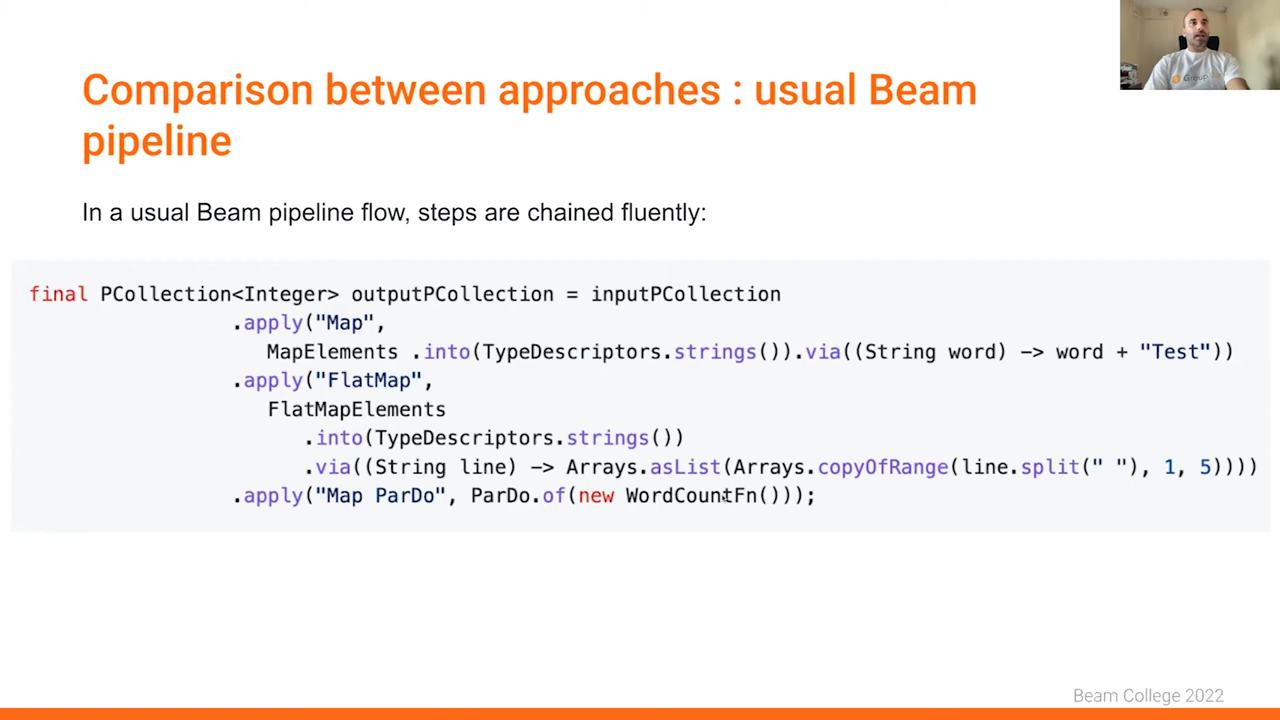 Comparison between approaches : usual Beam
pipeline
In a usual Beam pipeline flow, steps are chained fluently:
final PCollection<Integer> outputPCollection = inputPCollection
.apply("Map",
MapElements .into(TypeDescriptors.strings()).via((String word) -> word + "Test"))
.apply("FlatMap",
FlatMapElements
.into(TypeDescriptors.strings())
.via((String line) -> Arrays.asList(Arrays.copyOfRange(line.split(" "), 1, 5))))
.apply("Map ParDo", ParDo.of(new WordCountFn()));
Beam College 2022